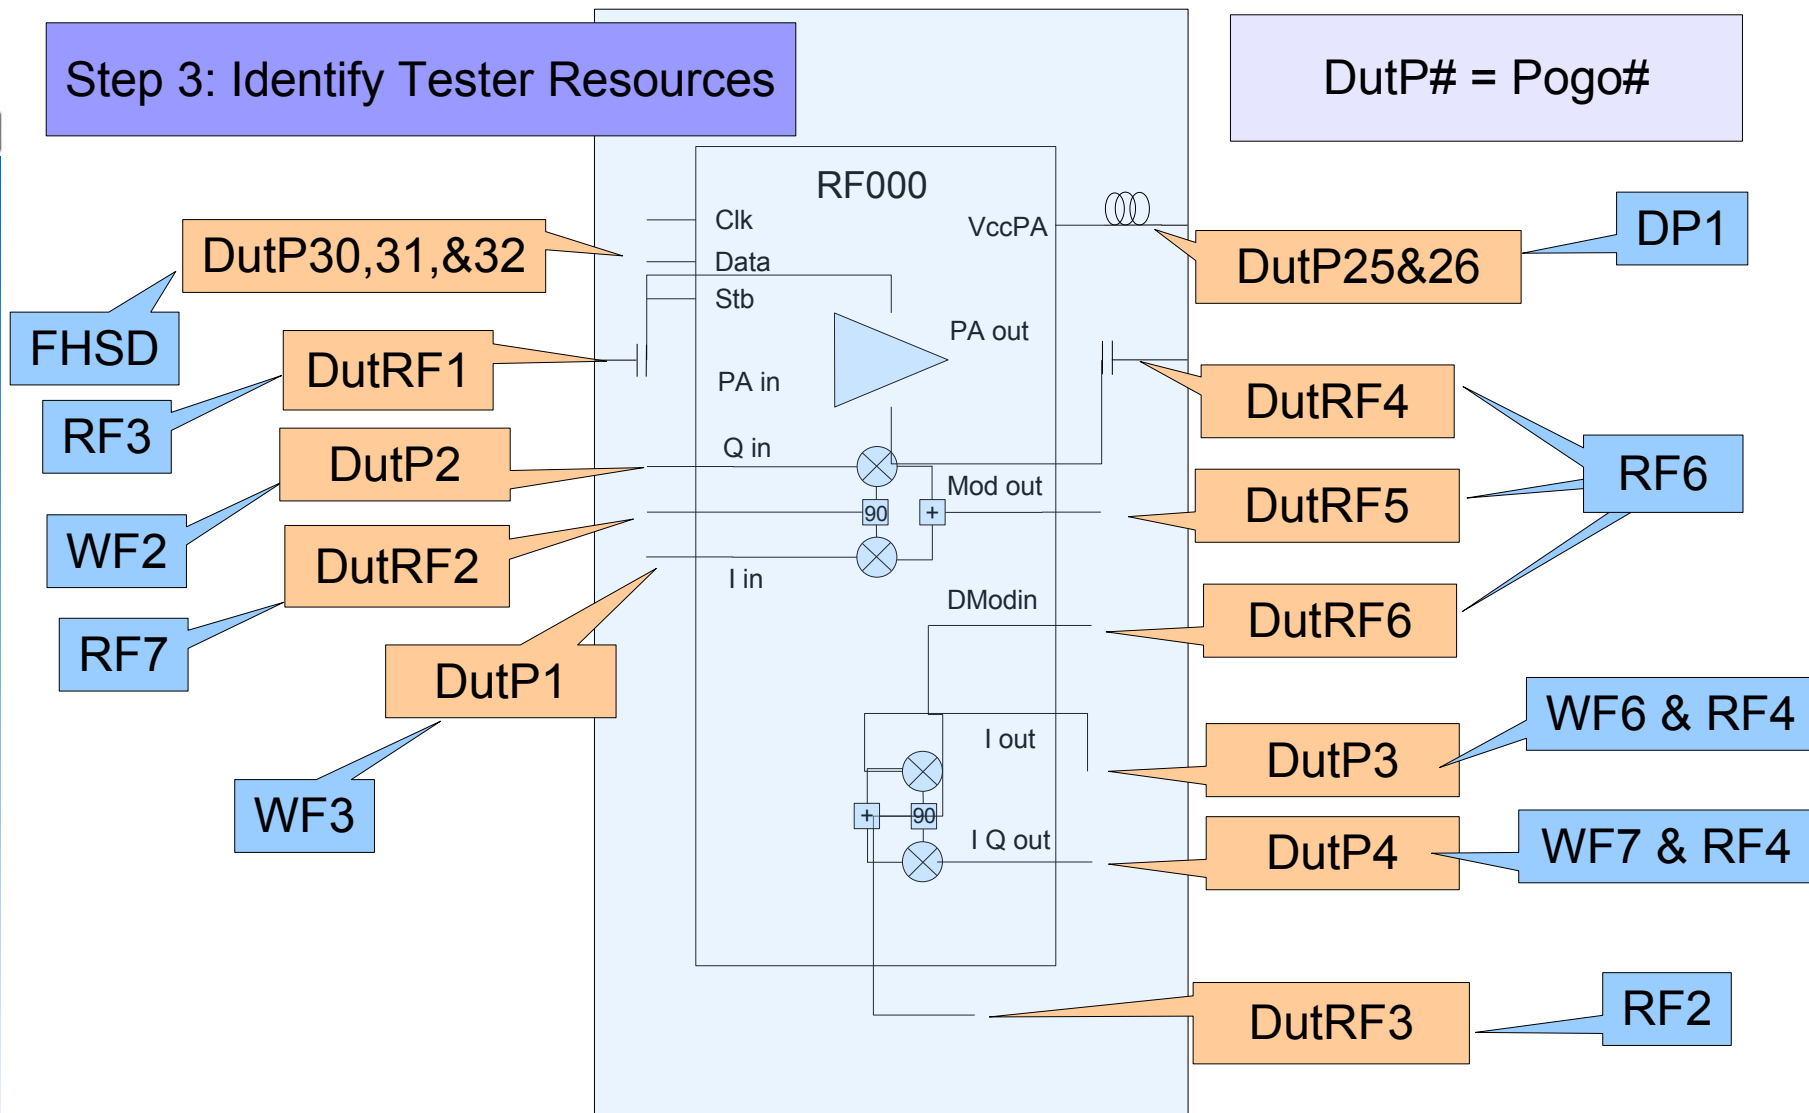 Step 3: Identify Tester Resources
DutP# = Pogo#
RF000
Clk
Data
Stb
VccPA
PA out
PA in
Q in
Mod out
90
+
I in
DModin
I out
+
90
I Q out
DutP30,31,&32
FHSD
DutRF1
RF3
DutP2
WF2
DutRF2
RF7
DutP1
WF3
DP1
DutP25&26
DutRF4
RF6
DutRF5
DutRF6
WF6 & RF4
DutP3
WF7 & RF4
DutP4
RF2
DutRF3